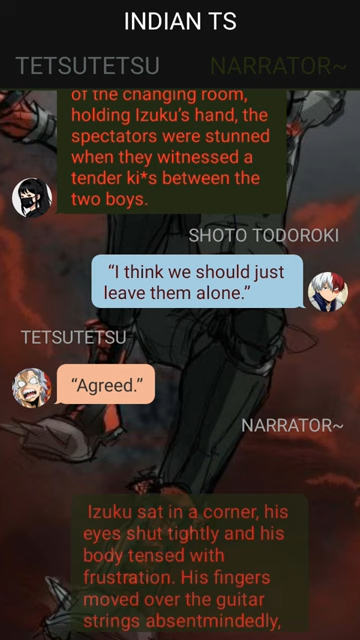 INDIAN TS
TETSUTETSU
NARRATOR~
of the changing room,
holding Izuku's hand, the
spectators were stunned
when they witnessed a
tender ki*s between the
two boys.
SHOTO TODOROKI
“I think we should just
leave them alone.”
TETSUTETSU
“Agreed.”
NARRATOR~
Izuku sat in a corner, his
eyes shut tightly and his
body tensed with
frustration. His fingers
moved over the guitar
strings absentmindedly,